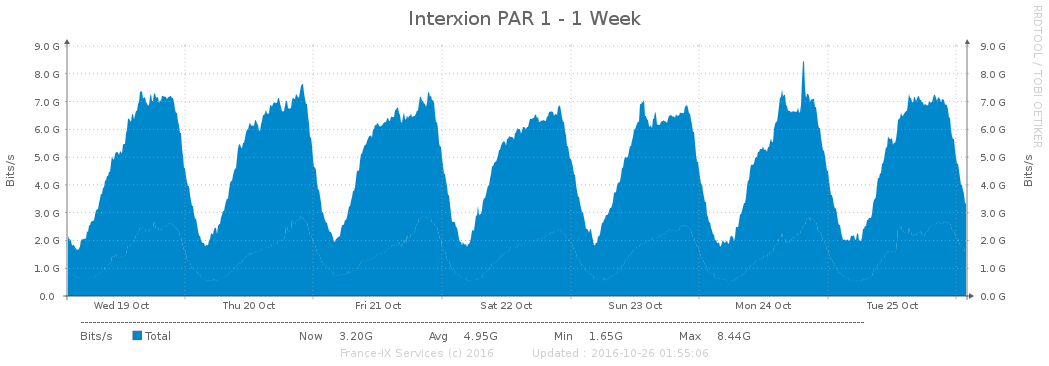 Interxion PAR 1 - 1 Week
RRDTOOL / TOBI OETIKER
Bits/s
9.0 G
8.0 G
7.0 G
6.0 G
5.0 G
4.0 G
3.0 G
2.0 G
1.0 G
0.0
9.0 G
8.0 G
7.0 G
6.0 G
5.0 G
4.0 G
3.0 G
2.0 G
1.0 G
0.0 G
Bits/s
Wed 19 Oct Thu 20 Oct Fri 21 Oct Sat 22 Oct Sun 23 Oct Mon 24 Oct Tue 25 Oct
Bits/s Total Now 3.20G Avg 4.95G Min 1.65G Max 8.44G
France-IX Services (c) 2016 Updated : 2016-10-26 01:55:06